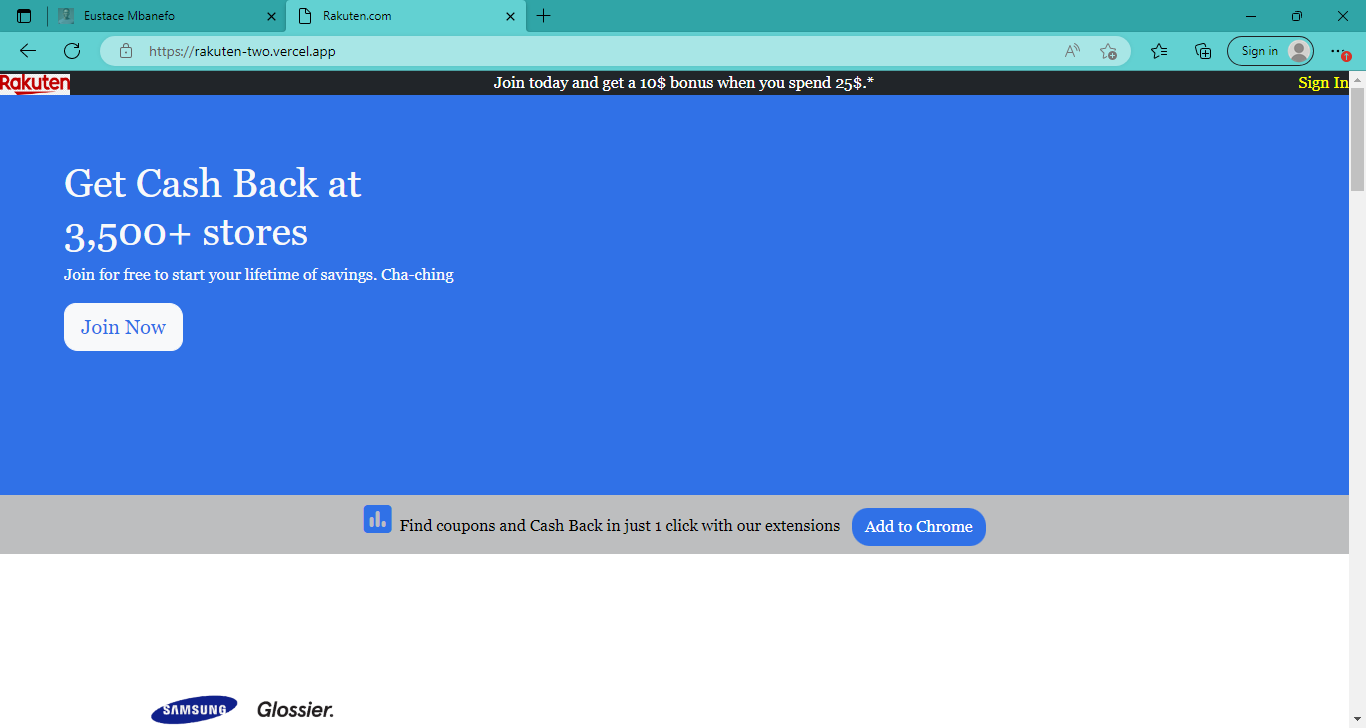 Eustace Mbanefo
Rakuten.com
https://rakuten-two.vercel.app
A
Sign in
Rakuten
Join today and get a 10$ bonus when you spend 25$.*
Sign In
Get Cash Back at
3,500+ stores
Join for free to start your lifetime of savings. Cha-ching
Join Now
Find coupons and Cash Back in just 1 click with our extensions
Add to Chrome
SAMSUNG
Glossier.